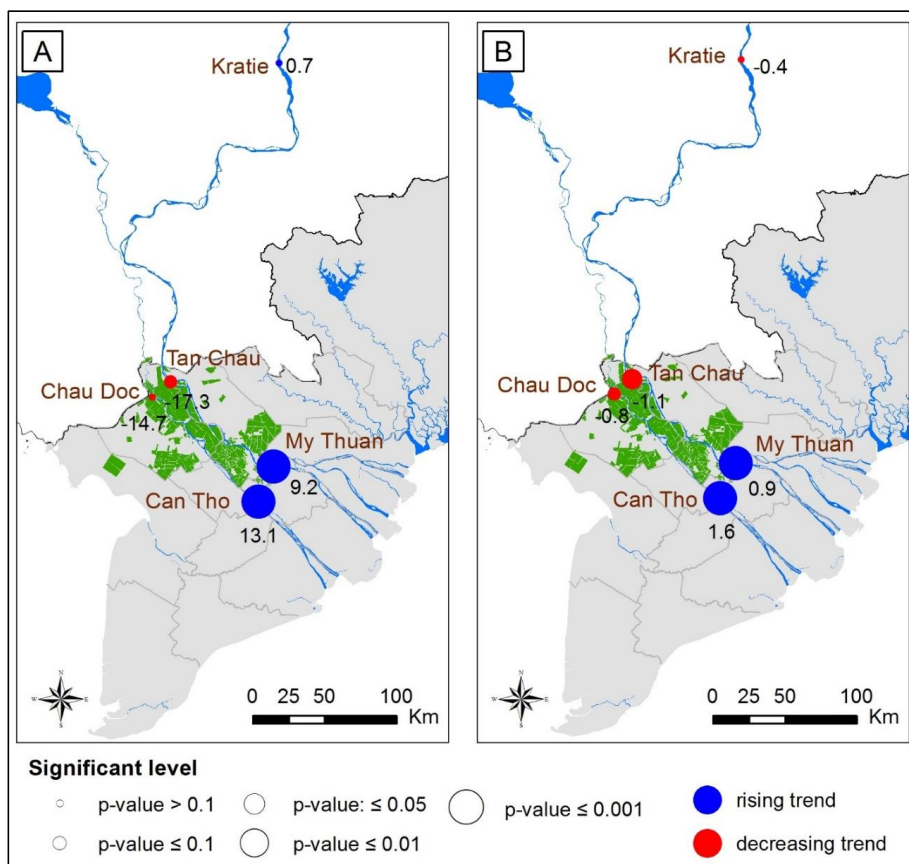 A
Kratie
0.7
Tan Chau
Chau Doc
-17.3
-14.7
My Thuan
9.2
Can Tho
13.1
N
W E
S
0 25 50 100
Km
B
Kratie
-0.4
Tan Chau
Chau Doc
-1.1
-0.8
My Thuan
0.9
Can Tho
1.6
N
W E
S
0 25 50 100
Km
Significant level
p-value > 0.1 p-value: ≤ 0.05 p-value ≤ 0.001 rising trend
p-value ≤ 0.1 p-value ≤ 0.01 decreasing trend